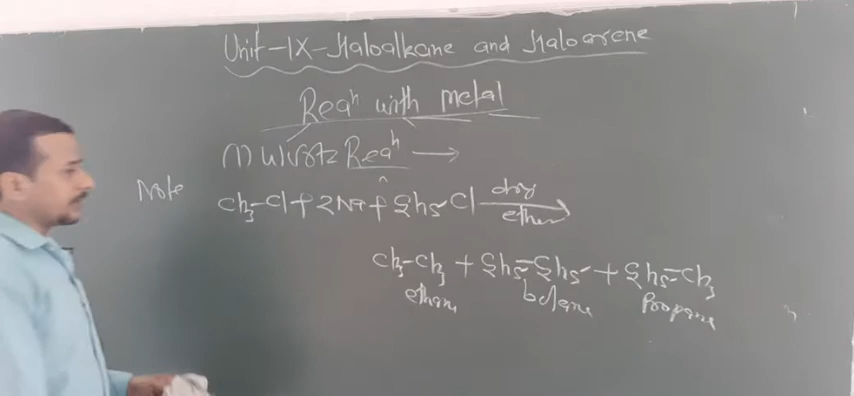 Unit-IX-Haloalkane and Haloarene
Reaⁿ with metal
(1) Wurtz Reaⁿ →
Note
CH₃-Cl + 2Na + C₂H₅-Cl dry ether →
CH₃-CH₃ + C₂H₅-C₂H₅ + C₂H₅-CH₃
ethane butane Propane